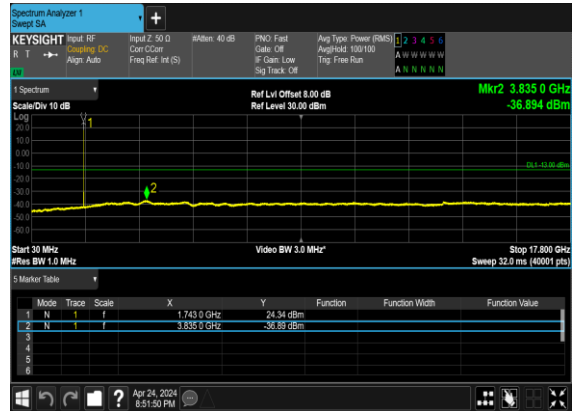 Spectrum Analyzer 1
Swept SA
+
KEYSIGHT Input: RF Input Z: 50 Ω #Atten: 40 dB PNO: Fast Avg Type: Power (RMS) 1 2 3 4 5 6
R T Coupling: DC Corr CCorr Gate: Off Avg|Hold: 100/100 A W W W W W
Align: Auto Freq Ref: Int (S) IF Gain: Low Trig: Free Run
Sig Track: Off A N N N N N
1 Spectrum Ref Lvl Offset 8.00 dB Mkr2 3.835 0 GHz
Scale/Div 10 dB Ref Level 30.00 dBm -36.894 dBm
Log
1
20.0
10.0
0.00
-10.0
DL1 -13.00 dBm
-20.0
-30.0
2
-40.0
-50.0
-60.0
Start 30 MHz Video BW 3.0 MHz* Stop 17.800 GHz
#Res BW 1.0 MHz Sweep 32.0 ms (40001 pts)
5 Marker Table
Mode Trace Scale X Y Function Function Width Function Value
1 N 1 f 1.743 0 GHz 24.34 dBm
2 N 1 f 3.835 0 GHz -36.89 dBm
3
4
5
6
? Apr 24, 2024
8:51:50 PM